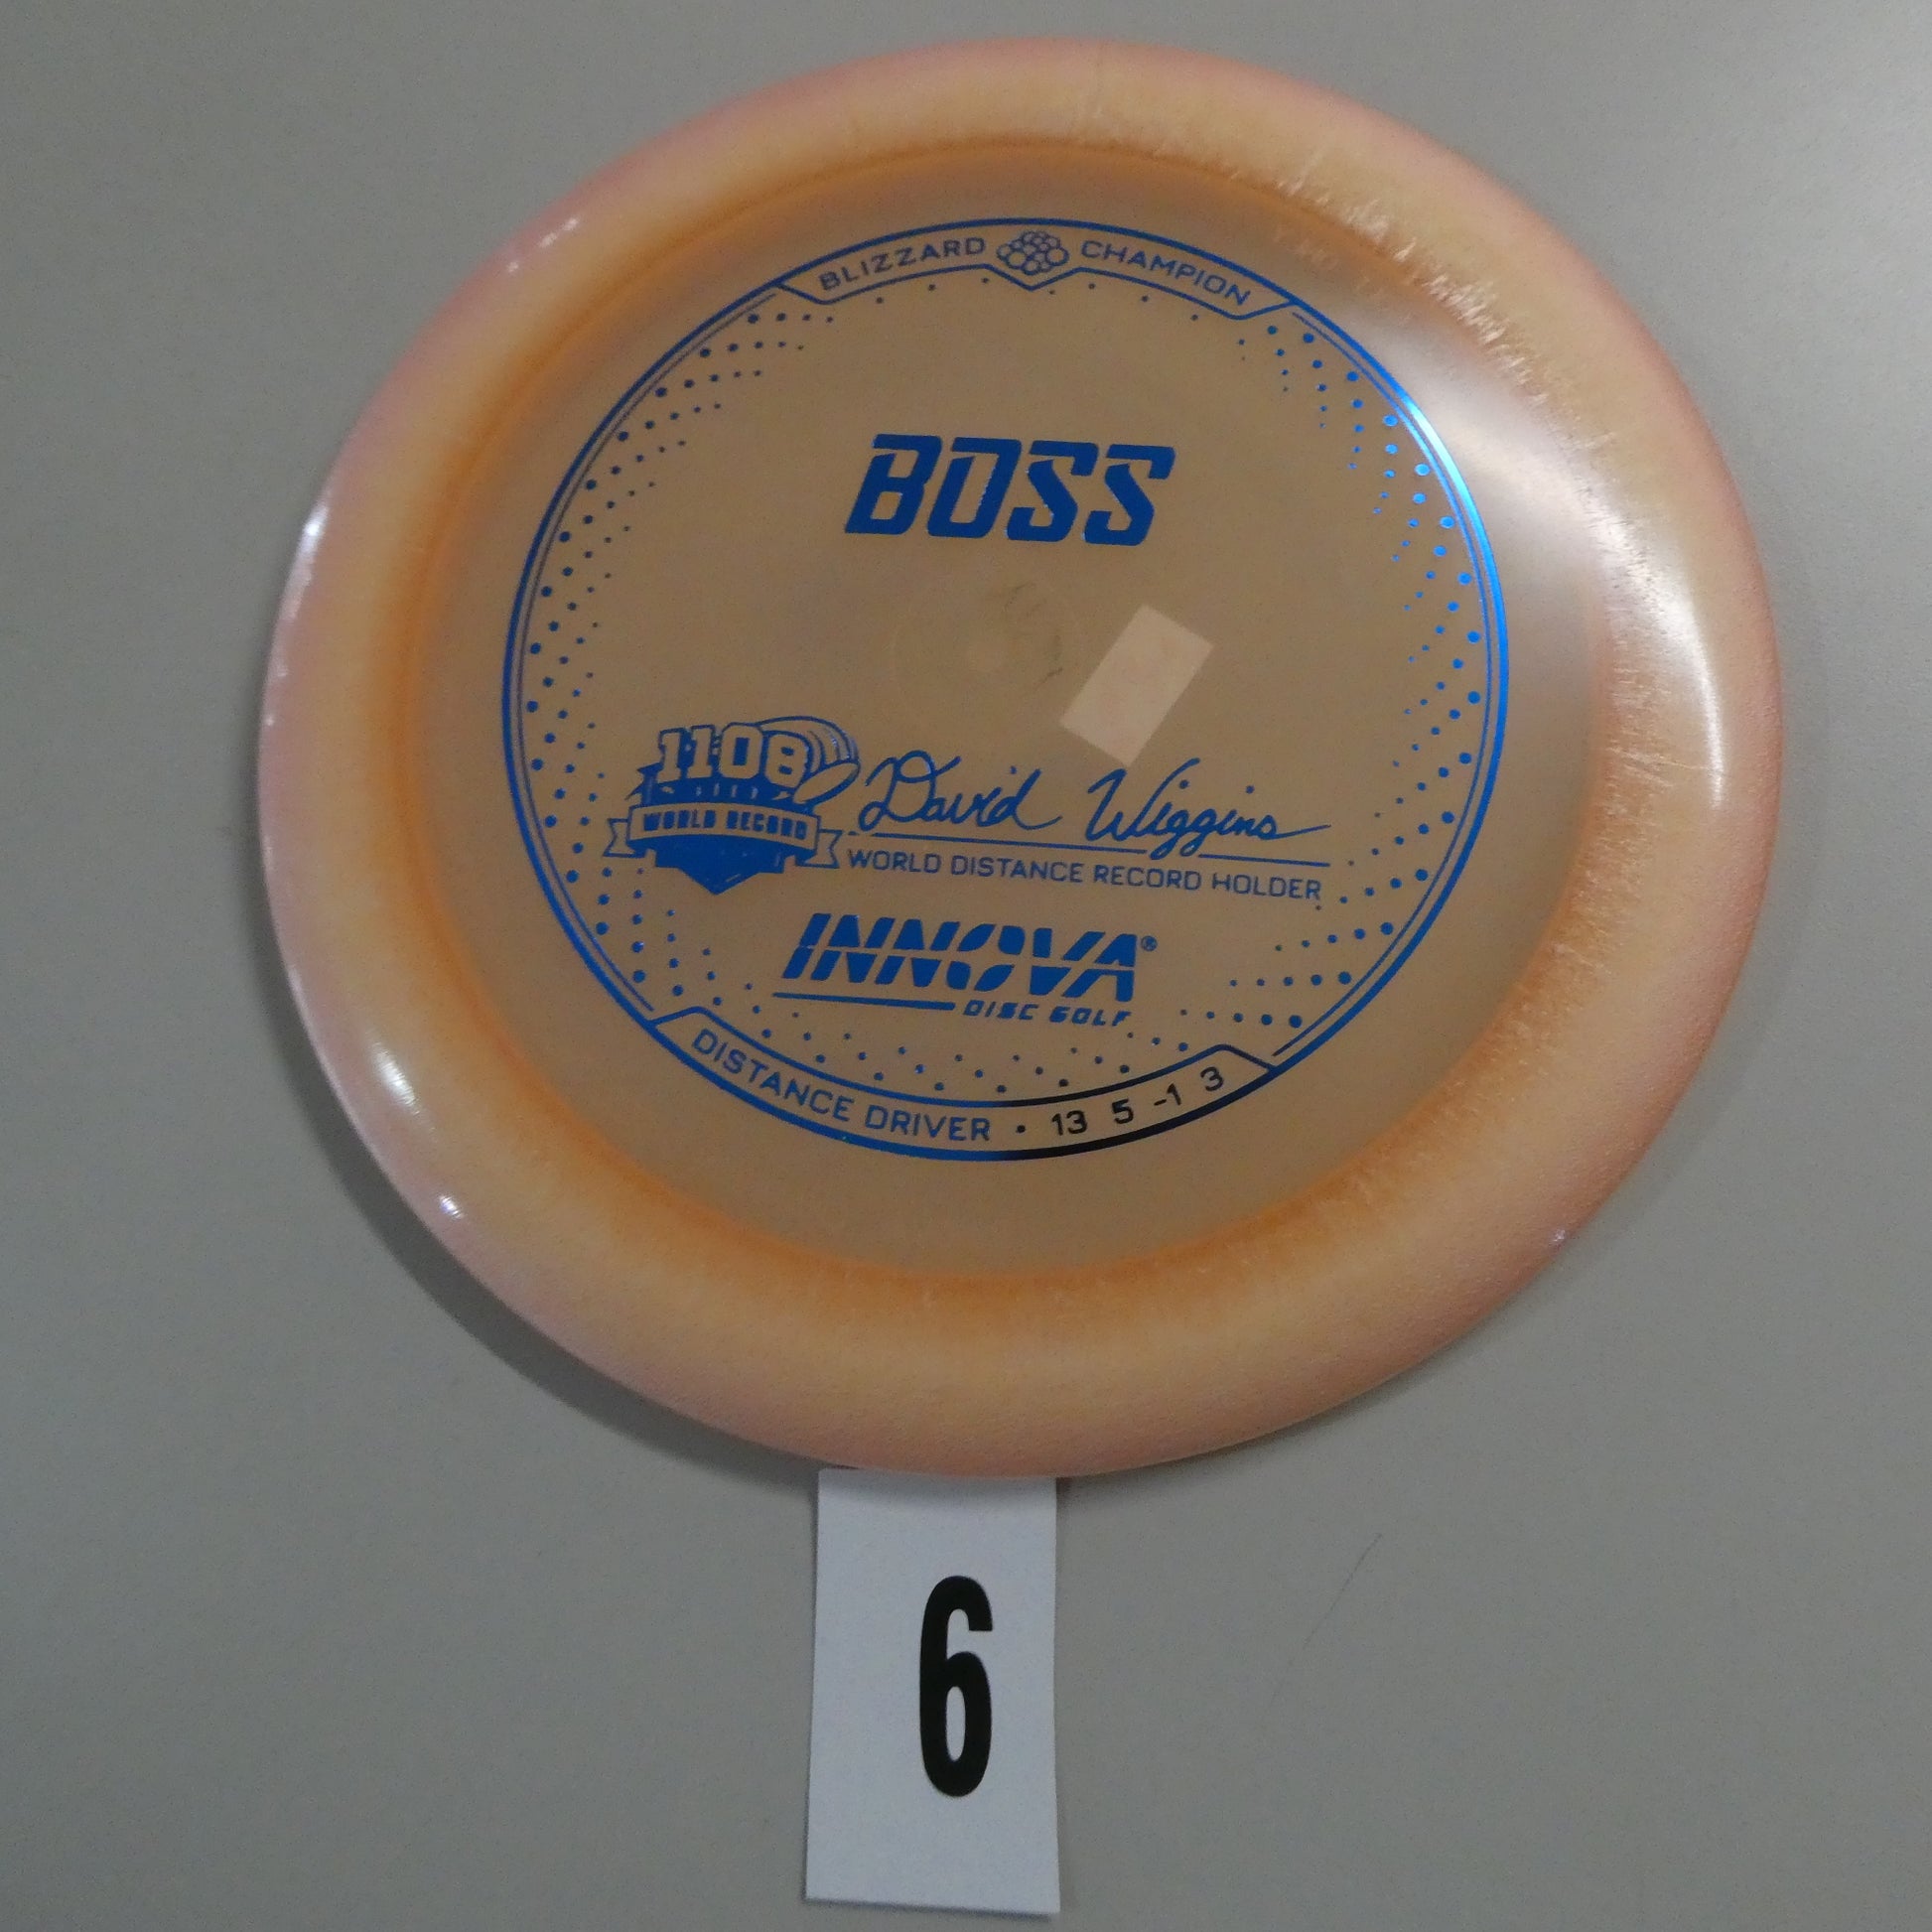 BLIZZARD CHAMPION
BOSS
1108
WORLD RECORD
David Wiggins
WORLD DISTANCE RECORD HOLDER
INNOVA®
DISC GOLF
DISTANCE DRIVER • 13 5 -1 3
6